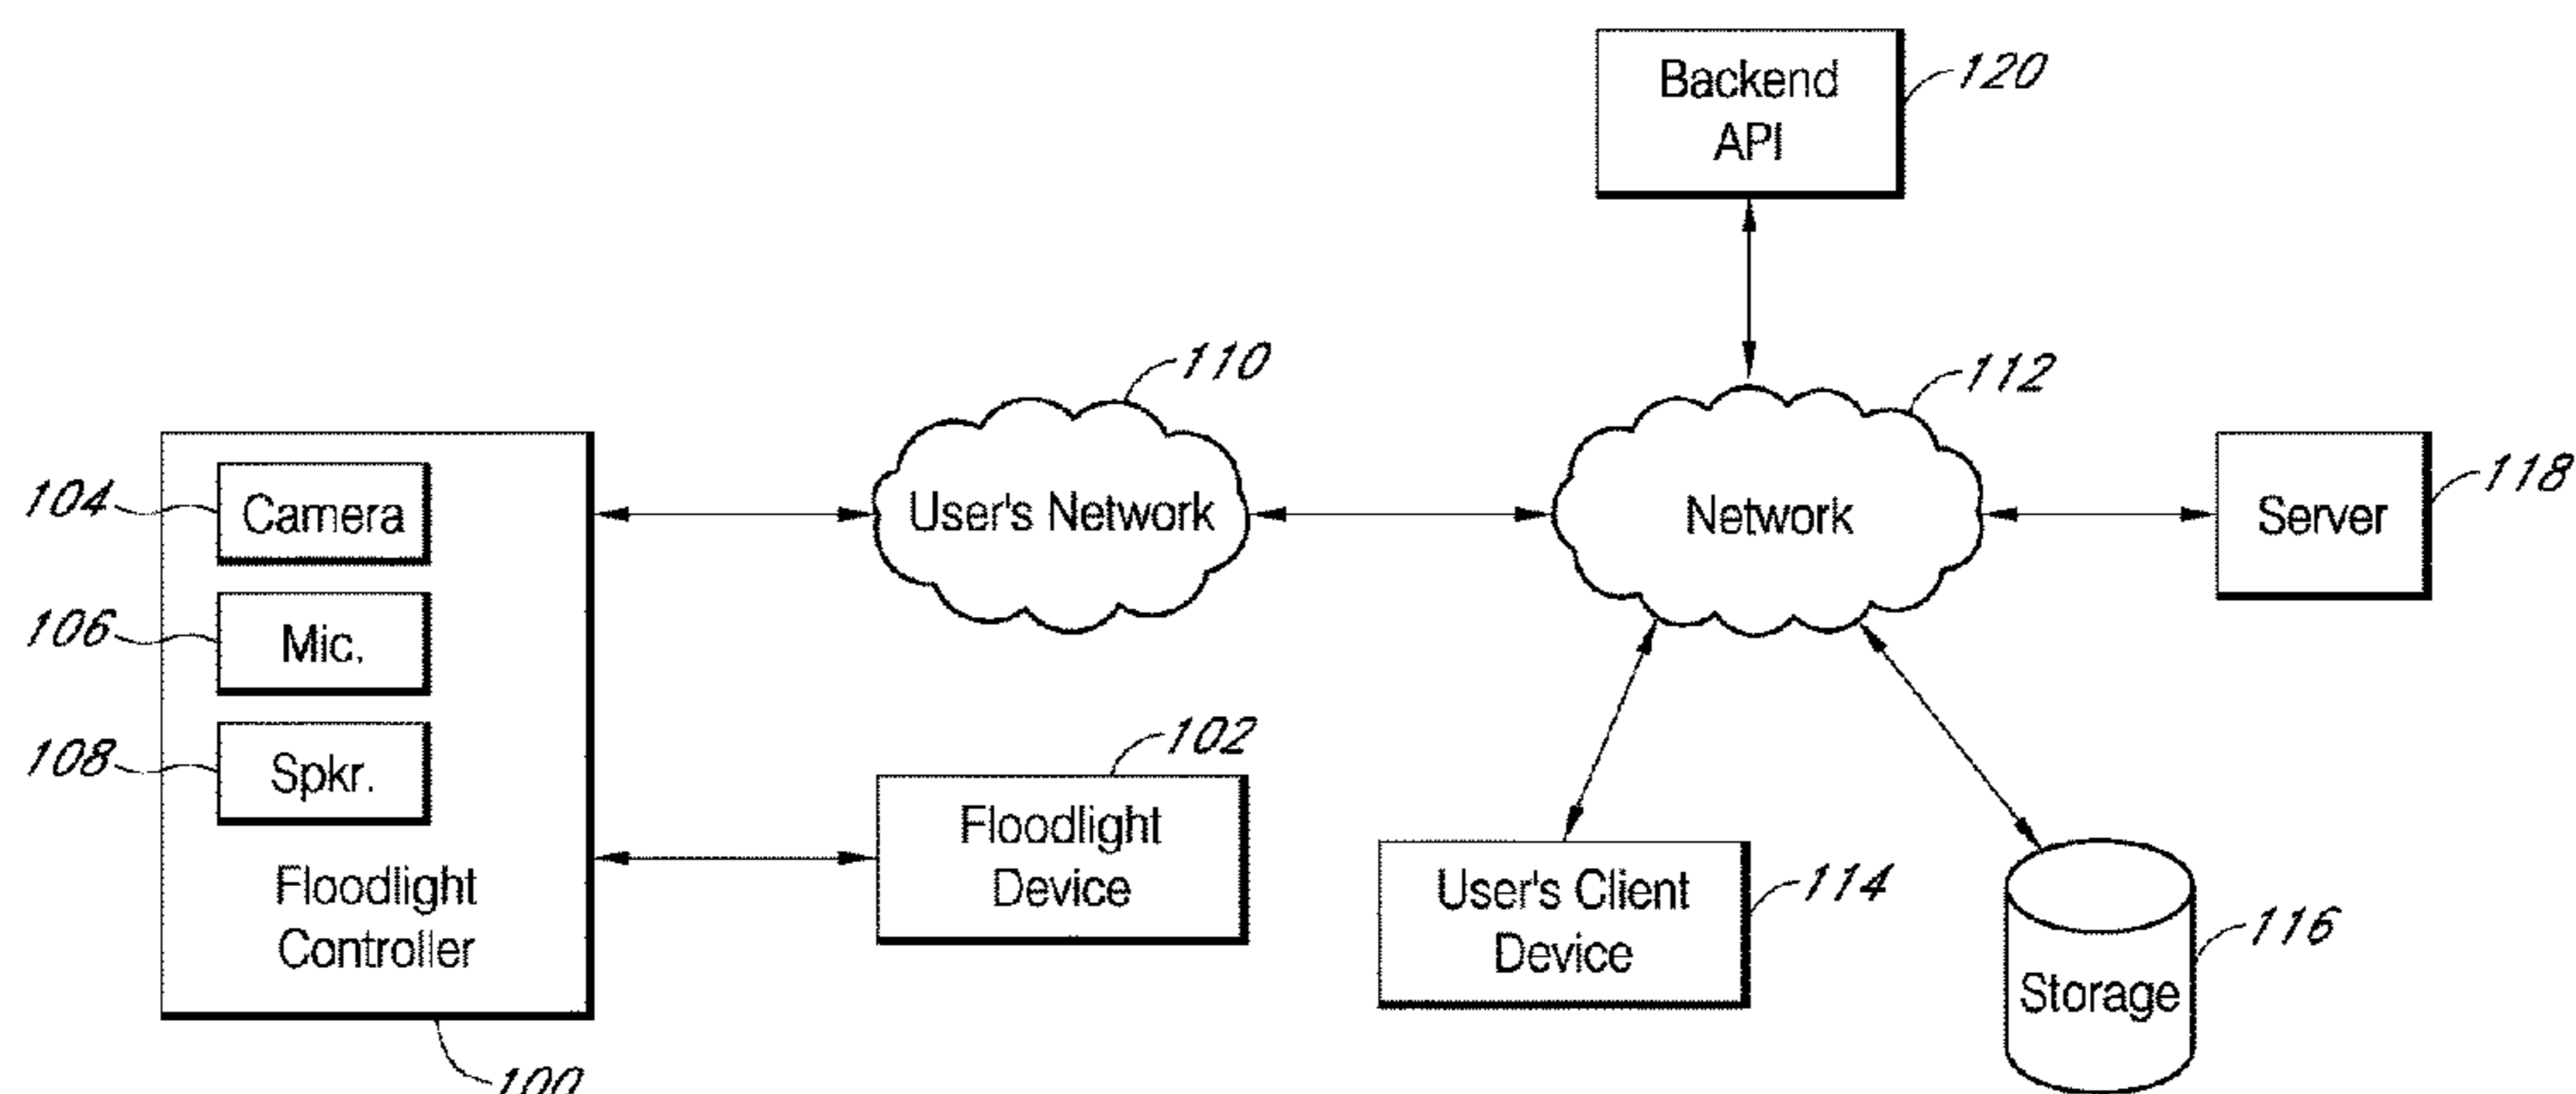 Backend
API
120
110
112
104
Camera
User's Network
Network
Server
118
106
Mic.
108
Spkr.
102
Floodlight
Device
Floodlight
Controller
User's Client
Device
114
116
Storage
100